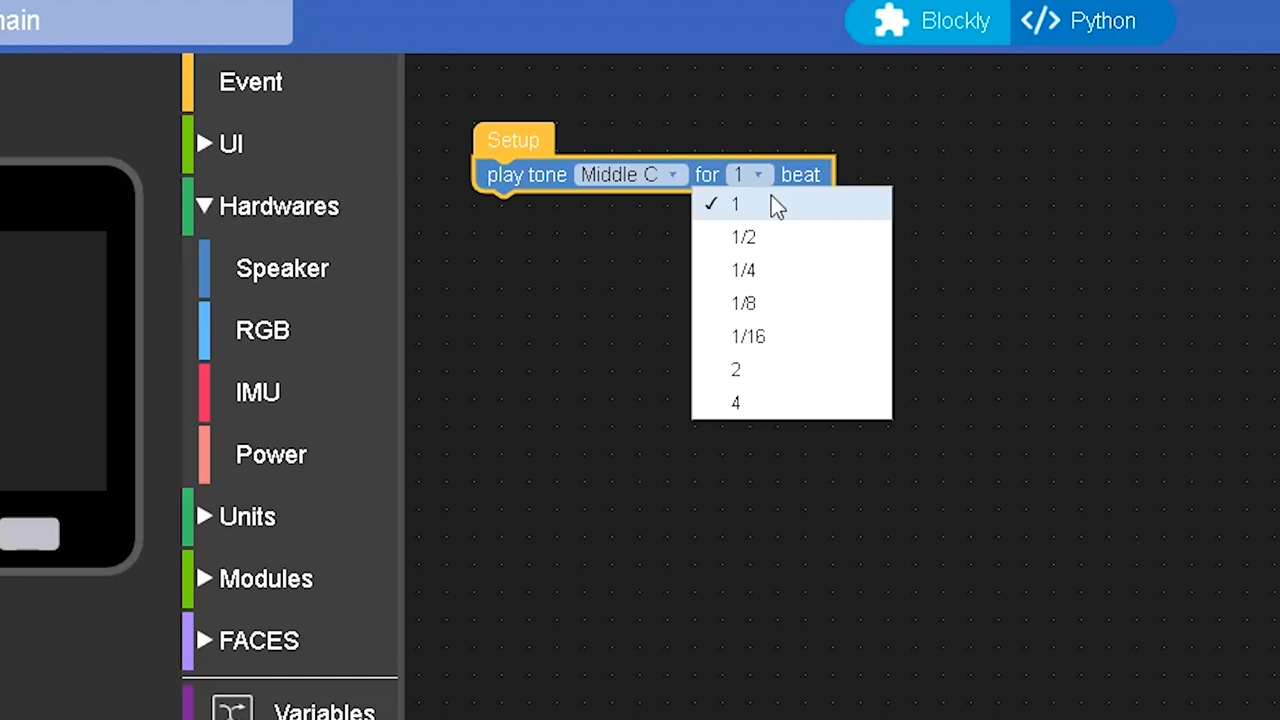 nain
Blockly
</> Python
Event
UI
Hardwares
Speaker
RGB
IMU
Power
Units
Modules
FACES
Variables
Setup
play tone Middle C for 1 beat
✓ 1
1/2
1/4
1/8
1/16
2
4